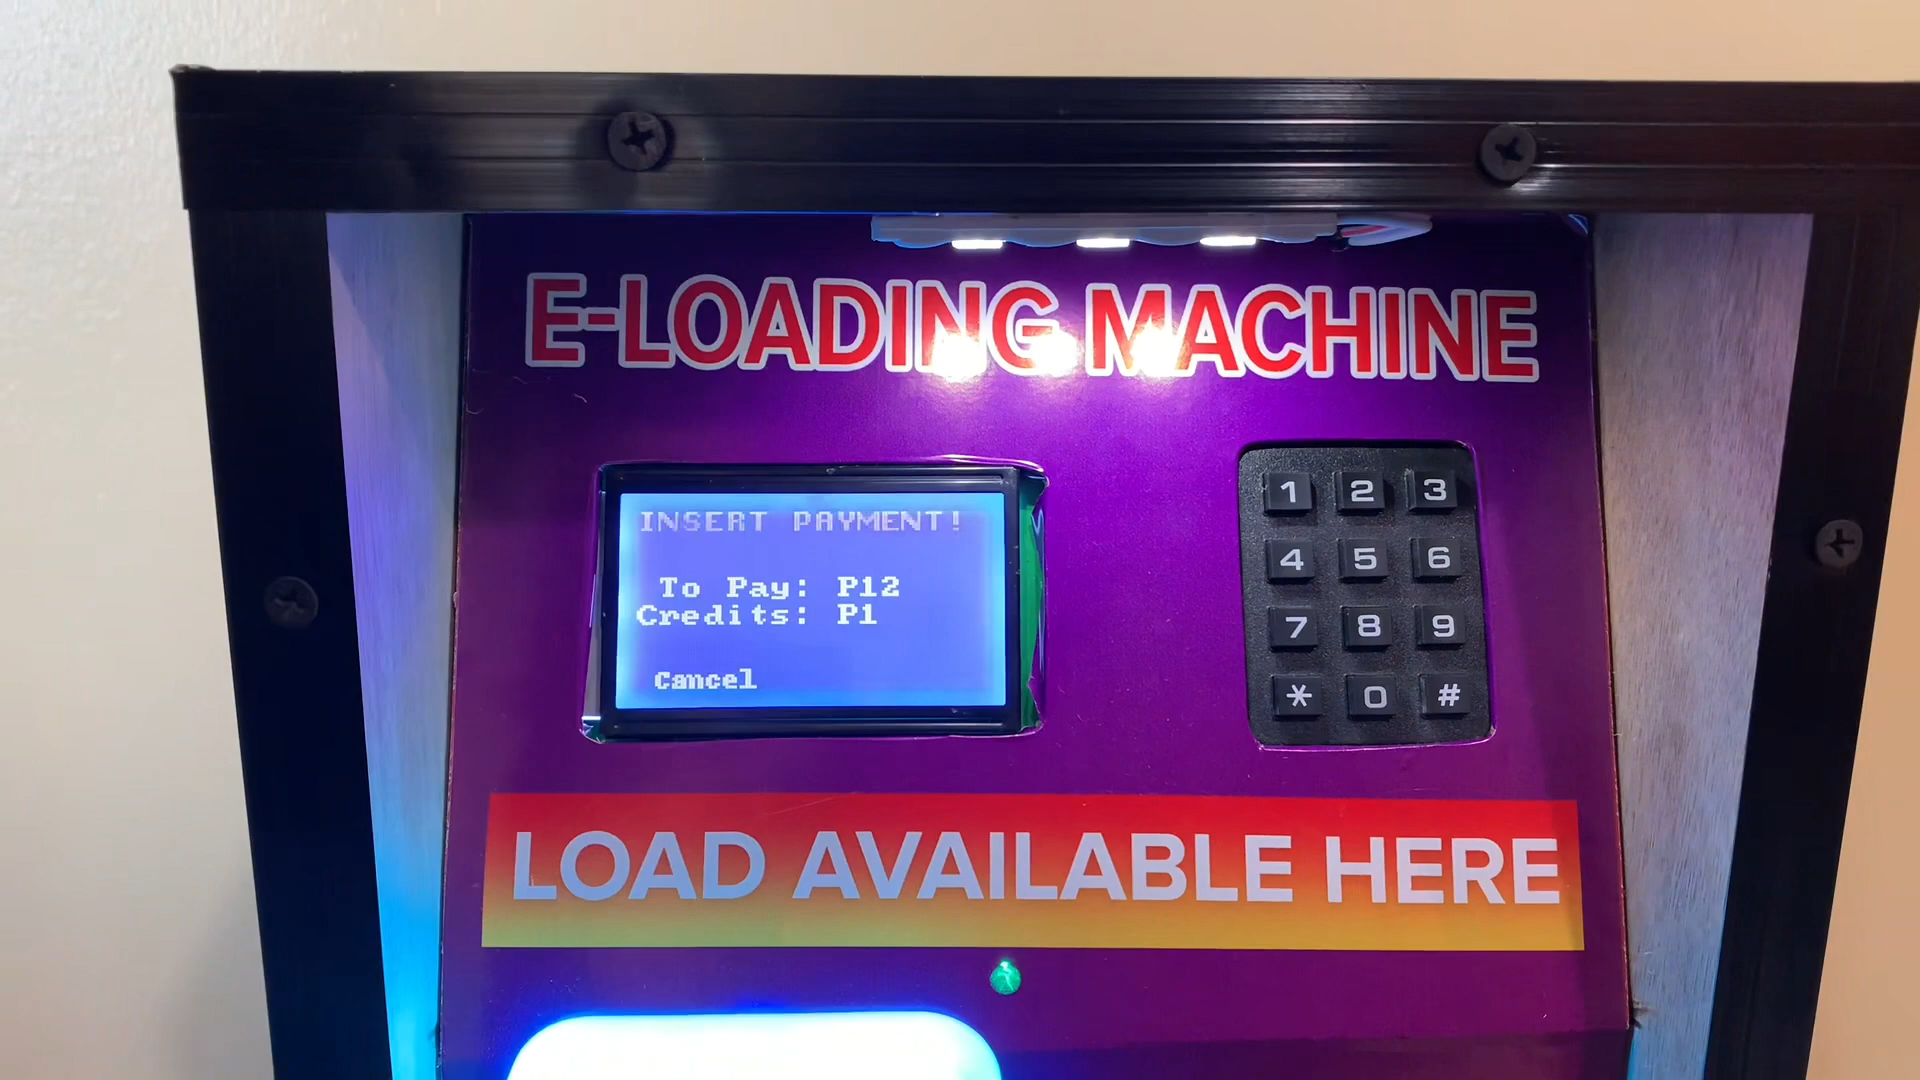 E-LOADING MACHINE
INSERT PAYMENT!
To Pay: P12
Credits: P1
Cancel
1 2 3
4 5 6
7 8 9
* 0 #
LOAD AVAILABLE HERE